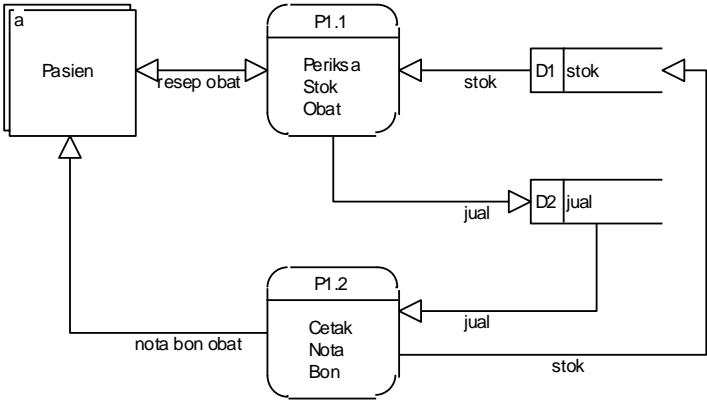 a
Pasien
resep obat
P1.1
Periksa
Stok
Obat
stok
D1 stok
jual
D2 jual
P1.2
Cetak
Nota
Bon
jual
nota bon obat
stok